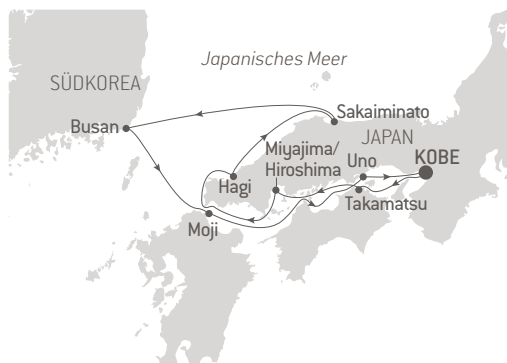 Japanisches Meer
SÜDKOREA
Busan
Sakaiminato
JAPAN
Miyajima/
Hiroshima
Uno
KOBE
Hagi
Takamatsu
Moji